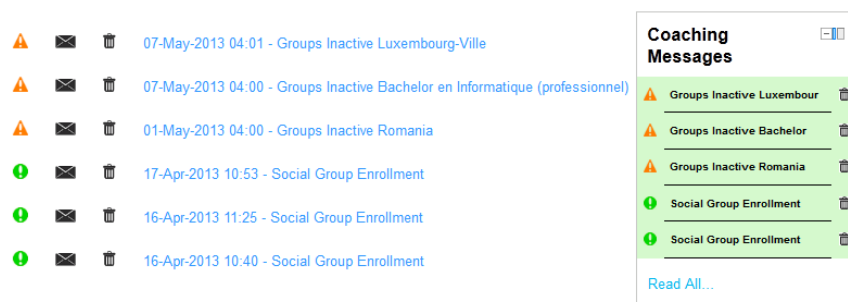 07-May-2013 04:01 - Groups Inactive Luxembourg-Ville
07-May-2013 04:00 - Groups Inactive Bachelor en Informatique (professionnel)
01-May-2013 04:00 - Groups Inactive Romania
17-Apr-2013 10:53 - Social Group Enrollment
16-Apr-2013 11:25 - Social Group Enrollment
16-Apr-2013 10:40 - Social Group Enrollment
Coaching
Messages
Groups Inactive Luxembour
Groups Inactive Bachelor
Groups Inactive Romania
Social Group Enrollment
Social Group Enrollment
Read All...